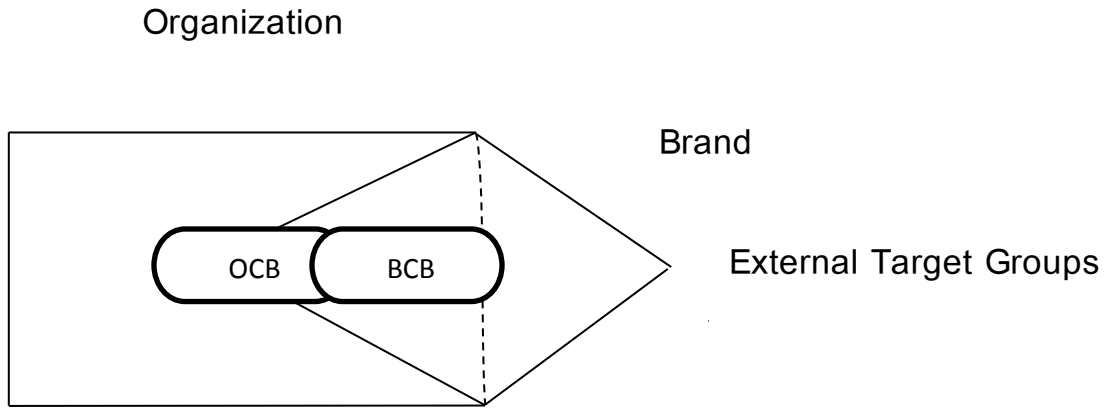 Organization
Brand
OCB
BCB
External Target Groups